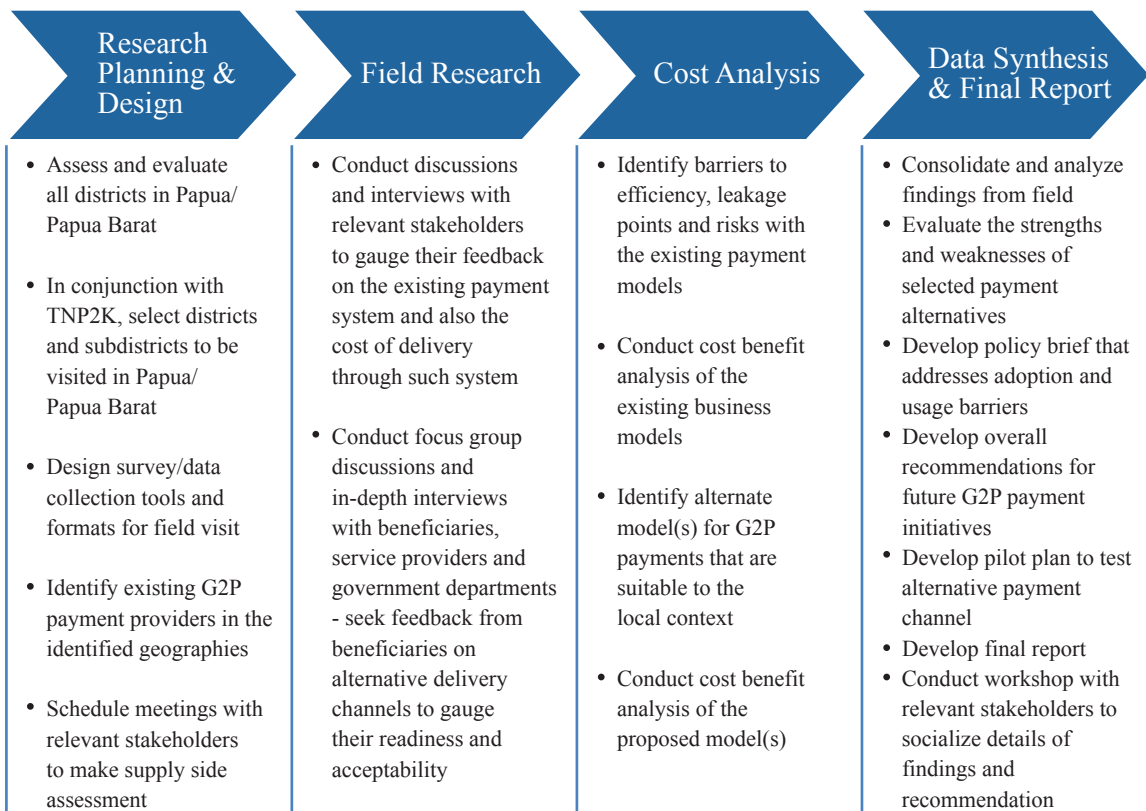 Research
Planning &
Design
• Assess and evaluate
all districts in Papua/
Papua Barat
• In conjunction with
TNP2K, select districts
and subdistricts to be
visited in Papua/
Papua Barat
• Design survey/data
collection tools and
formats for field visit
• Identify existing G2P
payment providers in the
identified geographies
• Schedule meetings with
relevant stakeholders
to make supply side
assessment
Field Research
• Conduct discussions
and interviews with
relevant stakeholders
to gauge their feedback
on the existing payment
system and also the
cost of delivery
through such system
• Conduct focus group
discussions and
in-depth interviews
with beneficiaries,
service providers and
government departments
- seek feedback from
beneficiaries on
alternative delivery
channels to gauge
their readiness and
acceptability
Cost Analysis
• Identify barriers to
efficiency, leakage
points and risks with
the existing payment
models
• Conduct cost benefit
analysis of the
existing business
models
• Identify alternate
model(s) for G2P
payments that are
suitable to the
local context
• Conduct cost benefit
analysis of the
proposed model(s)
Data Synthesis
& Final Report
• Consolidate and analyze
findings from field
• Evaluate the strengths
and weaknesses of
selected payment
alternatives
• Develop policy brief that
addresses adoption and
usage barriers
• Develop overall
recommendations for
future G2P payment
initiatives
• Develop pilot plan to test
alternative payment
channel
• Develop final report
• Conduct workshop with
relevant stakeholders to
socialize details of
findings and
recommendation